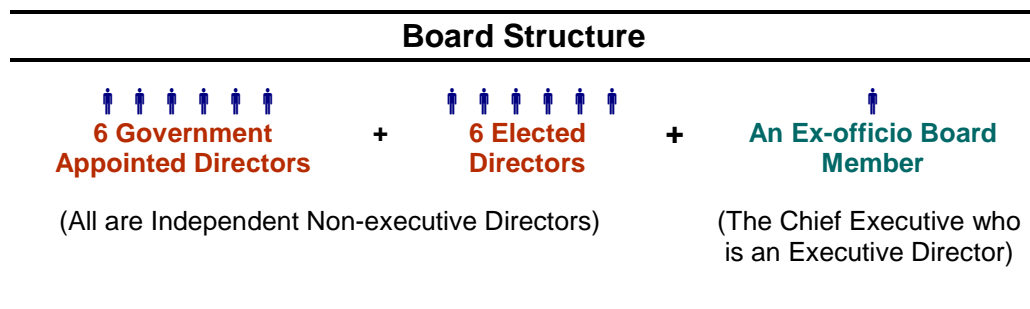 Board Structure
6 Government
Appointed Directors
+
6 Elected
Directors
+
An Ex-officio Board
Member
(All are Independent Non-executive Directors)
(The Chief Executive who
is an Executive Director)